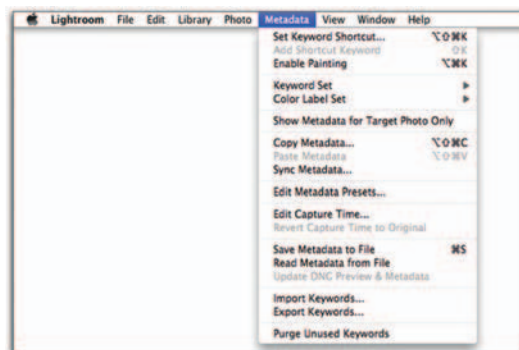 Lightroom File Edit Library Photo Metadata View Window Help
Set Keyword Shortcut... ⌥⇧⌘K
Add Shortcut Keyword ⇧K
Enable Painting ⌥⌘K
Keyword Set
Color Label Set
Show Metadata for Target Photo Only
Copy Metadata... ⌥⇧⌘C
Paste Metadata ⌥⇧⌘V
Sync Metadata...
Edit Metadata Presets...
Edit Capture Time...
Revert Capture Time to Original
Save Metadata to File ⌘S
Read Metadata from File
Update DNG Preview & Metadata
Import Keywords...
Export Keywords...
Purge Unused Keywords